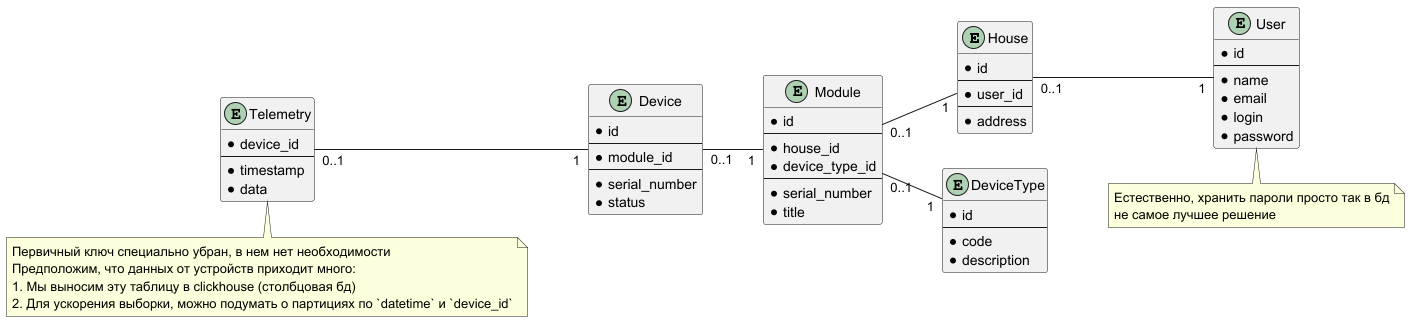 E Telemetry
device_id
timestamp
data
0..1
1
E Device
id
module_id
serial_number
status
0..1
1
E Module
id
house_id
device_type_id
serial_number
title
0..1
1
0..1
1
E House
id
user_id
address
0..1
1
E DeviceType
id
code
description
E User
id
name
email
login
password
Первичный ключ специально убран, в нем нет необходимости
Предположим, что данных от устройств приходит много:
1. Мы выносим эту таблицу в clickhouse (столбцовая бд)
2. Для ускорения выборки, можно подумать о партициях по `datetime` и `device_id`
Естественно, хранить пароли просто так в бд
не самое лучшее решение